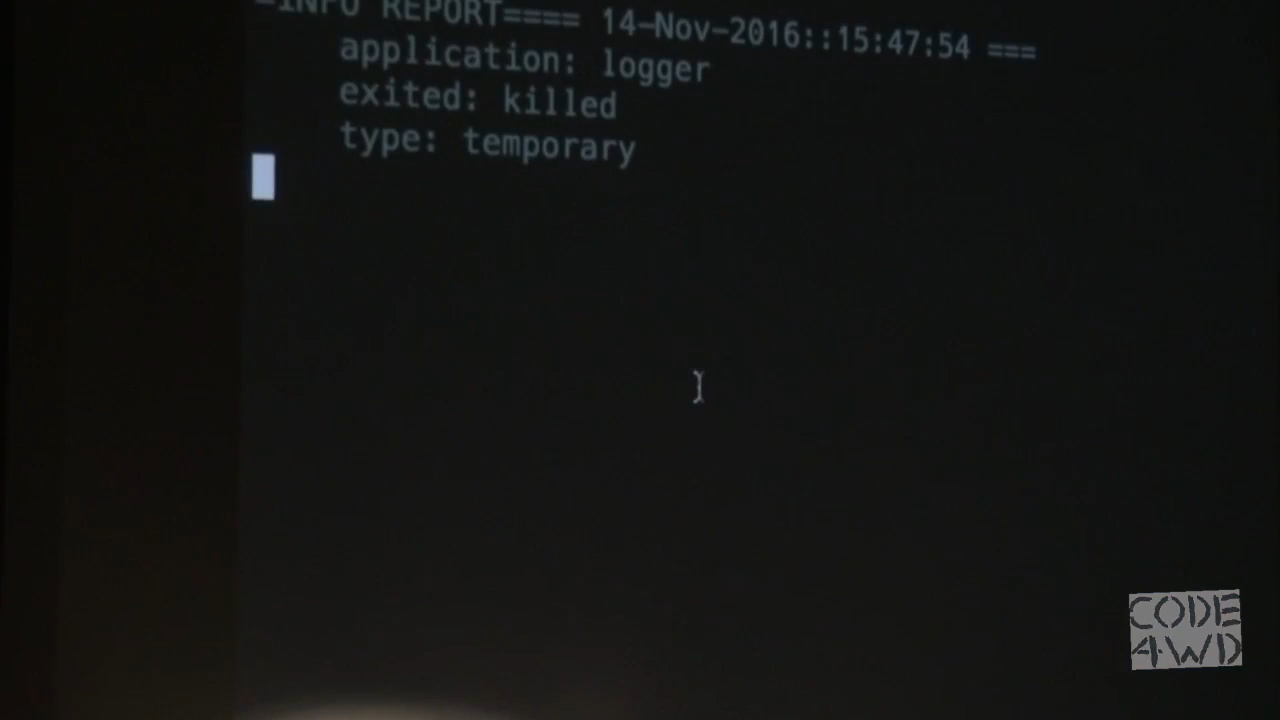 =INFO REPORT==== 14-Nov-2016::15:47:54 ===
application: logger
exited: killed
type: temporary
CODE
4WD